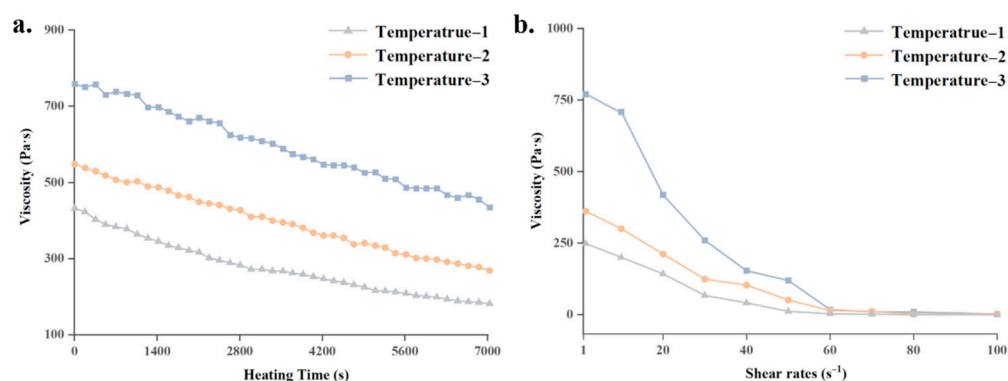 a.
Temperatrue–1
Temperature–2
Temperature–3
Viscosity (Pa·s)
900
700
500
300
100
0 1400 2800 4200 5600 7000
Heating Time (s)
b.
Temperatrue–1
Temperature–2
Temperature–3
Viscosity (Pa·s)
1000
750
500
250
0
1 20 40 60 80 100
Shear rates (s⁻¹)